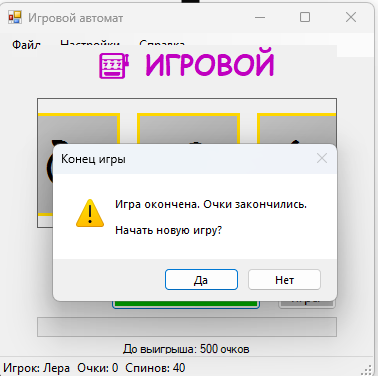 Игровой автомат
Файл Настройки Справка
ИГРОВОЙ
Конец игры
Игра окончена. Очки закончились.
Начать новую игру?
Да Нет
До выигрыша: 500 очков
Игрок: Лера Очки: 0 Спинов: 40